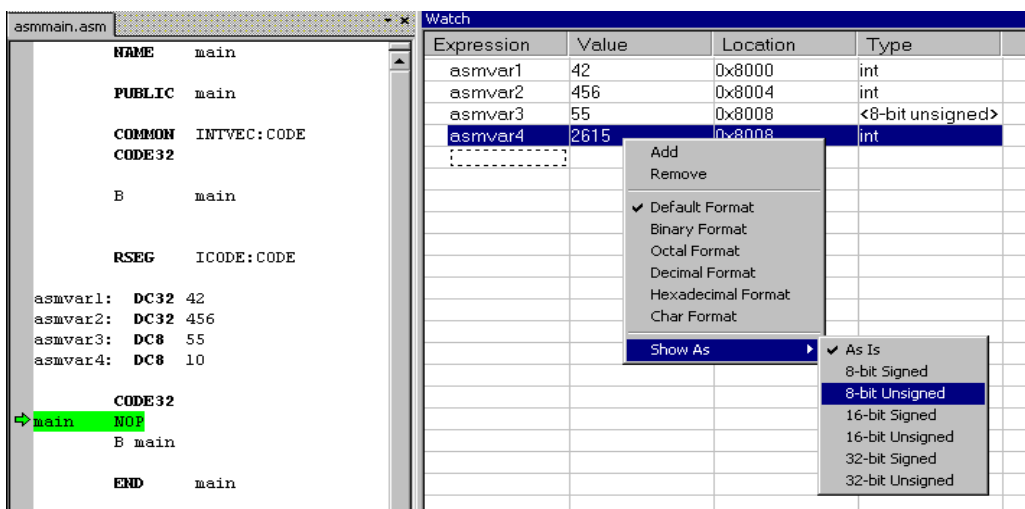 asmmain.asm
NAME main
PUBLIC main
COMMON INTVEC:CODE
CODE32
B main
RSEG ICODE:CODE
asmvar1: DC32 42
asmvar2: DC32 456
asmvar3: DC8 55
asmvar4: DC8 10
CODE32
main NOP
B main
END main
Watch
Expression Value Location Type
asmvar1 42 0x8000 int
asmvar2 456 0x8004 int
asmvar3 55 0x8008 <8-bit unsigned>
asmvar4 2615 0x8008 int
Add
Remove
Default Format
Binary Format
Octal Format
Decimal Format
Hexadecimal Format
Char Format
Show As
As Is
8-bit Signed
8-bit Unsigned
16-bit Signed
16-bit Unsigned
32-bit Signed
32-bit Unsigned